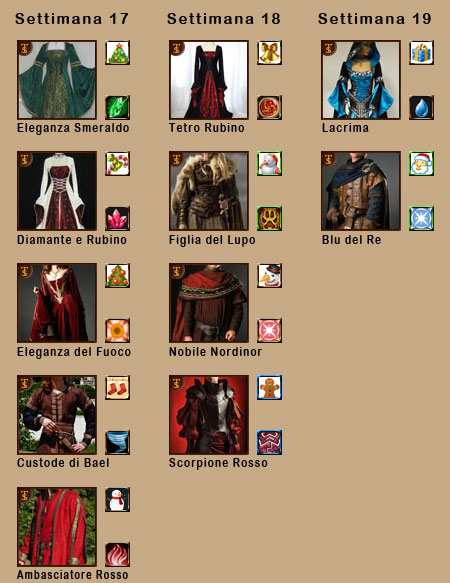 Settimana 17
Settimana 18
Settimana 19
Eleganza Smeraldo
Tetro Rubino
Lacrima
Diamante e Rubino
Figlia del Lupo
Blu del Re
Eleganza del Fuoco
Nobile Nordinor
Custode di Bael
Scorpione Rosso
Ambasciatore Rosso